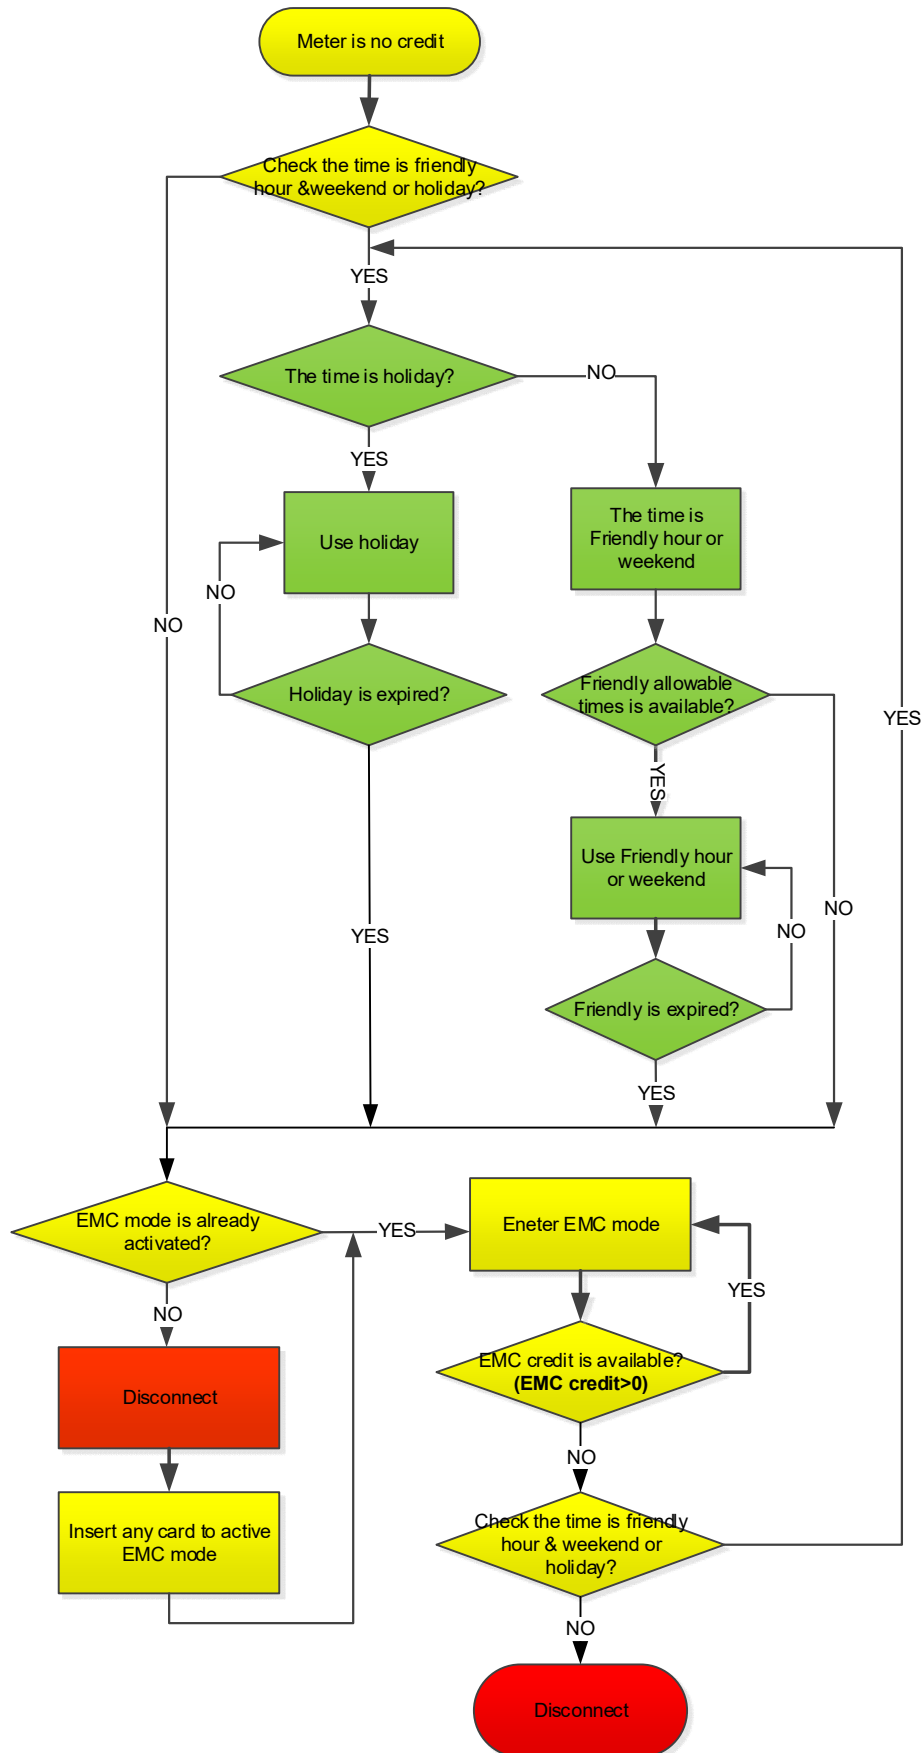 Meter is no credit
Check the time is friendly
hour &weekend or holiday?
YES
The time is holiday?
NO
YES
Use holiday
The time is
Friendly hour or
weekend
NO
NO
Holiday is expired?
Friendly allowable
times is available?
YES
YES
Use Friendly hour
or weekend
NO
YES
NO
Friendly is expired?
YES
EMC mode is already
activated?
YES
Eneter EMC mode
YES
NO
EMC credit is available?
(EMC credit>0)
Disconnect
NO
Insert any card to active
EMC mode
Check the time is friendly
hour & weekend or
holiday?
NO
Disconnect